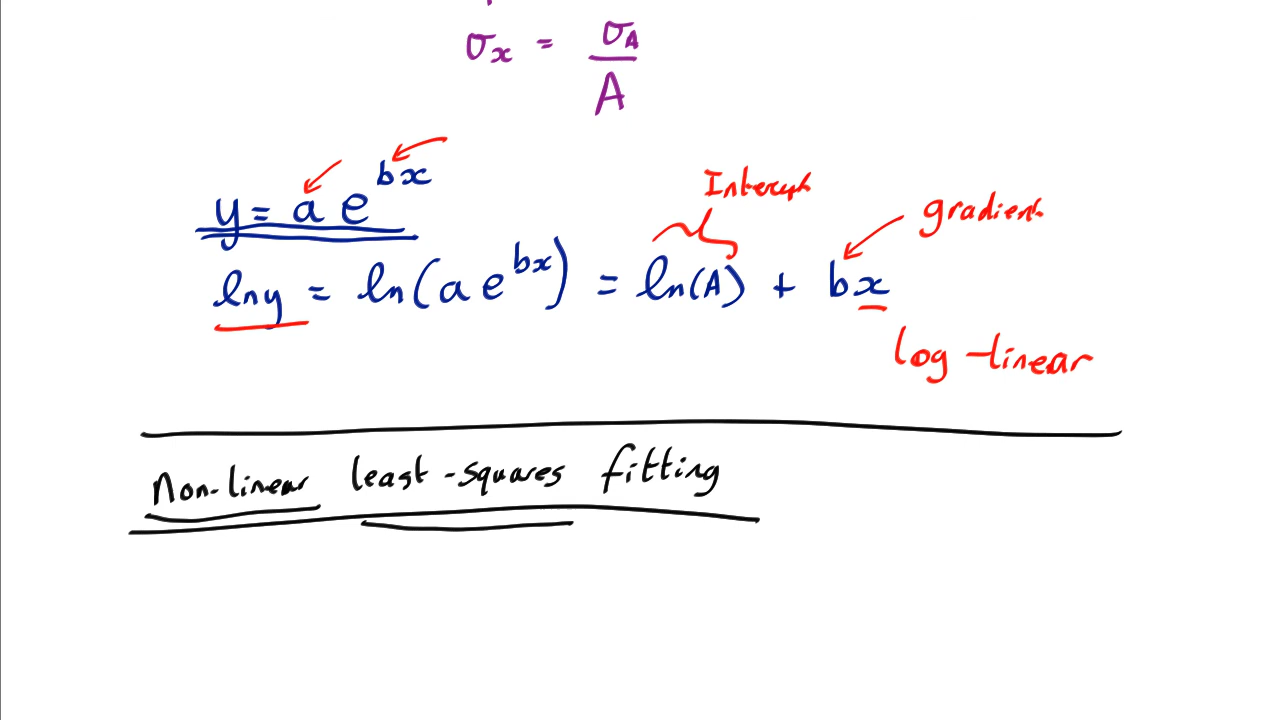 σx = σA / A
Intercept
y = a e^bx
gradient
ln y = ln(a e^bx) = ln(A) + bx
log-linear
Non-linear least-squares fitting